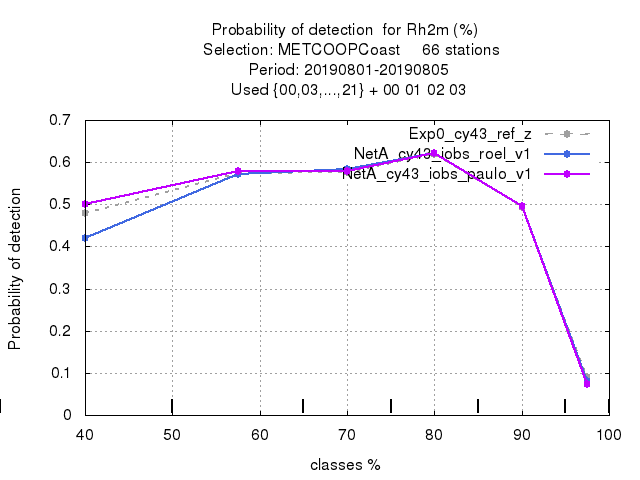 Probability of detection  for Rh2m (%)
Selection: METCOOPCoast     66 stations
Period: 20190801-20190805
Used {00,03,...,21} + 00 01 02 03
0.7
0.6
0.5
0.4
0.3
0.2
0.1
0
Probability of detection
Exp0_cy43_ref_z
NetA_cy43_iobs_roel_v1
NetA_cy43_iobs_paulo_v1
40 50 60 70 80 90 100
classes %